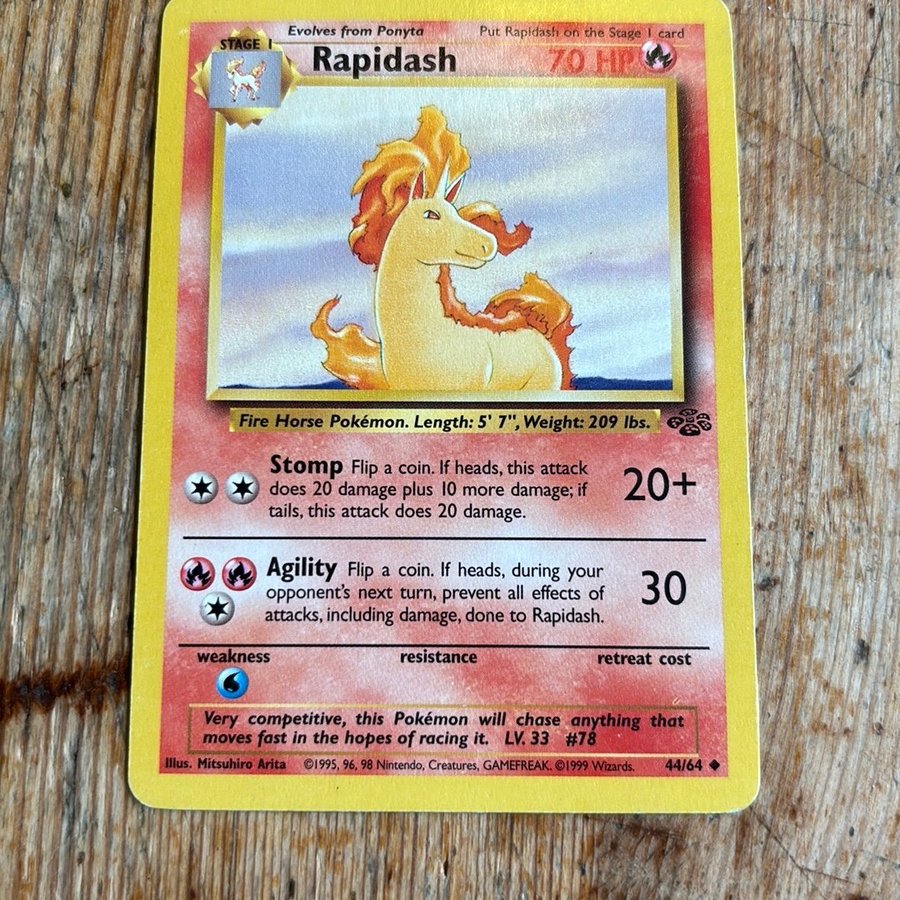 Evolves from Ponyta
Put Rapidash on the Stage 1 card
STAGE 1
Rapidash
70 HP
Fire Horse Pokémon. Length: 5' 7", Weight: 209 lbs.
Stomp Flip a coin. If heads, this attack
does 20 damage plus 10 more damage; if
tails, this attack does 20 damage.
20+
Agility Flip a coin. If heads, during your
opponent's next turn, prevent all effects of
attacks, including damage, done to Rapidash.
30
weakness
resistance
retreat cost
Very competitive, this Pokémon will chase anything that
moves fast in the hopes of racing it. LV. 33 #78
Illus. Mitsuhiro Arita ©1995, 96, 98 Nintendo, Creatures, GAMEFREAK. ©1999 Wizards. 44/64